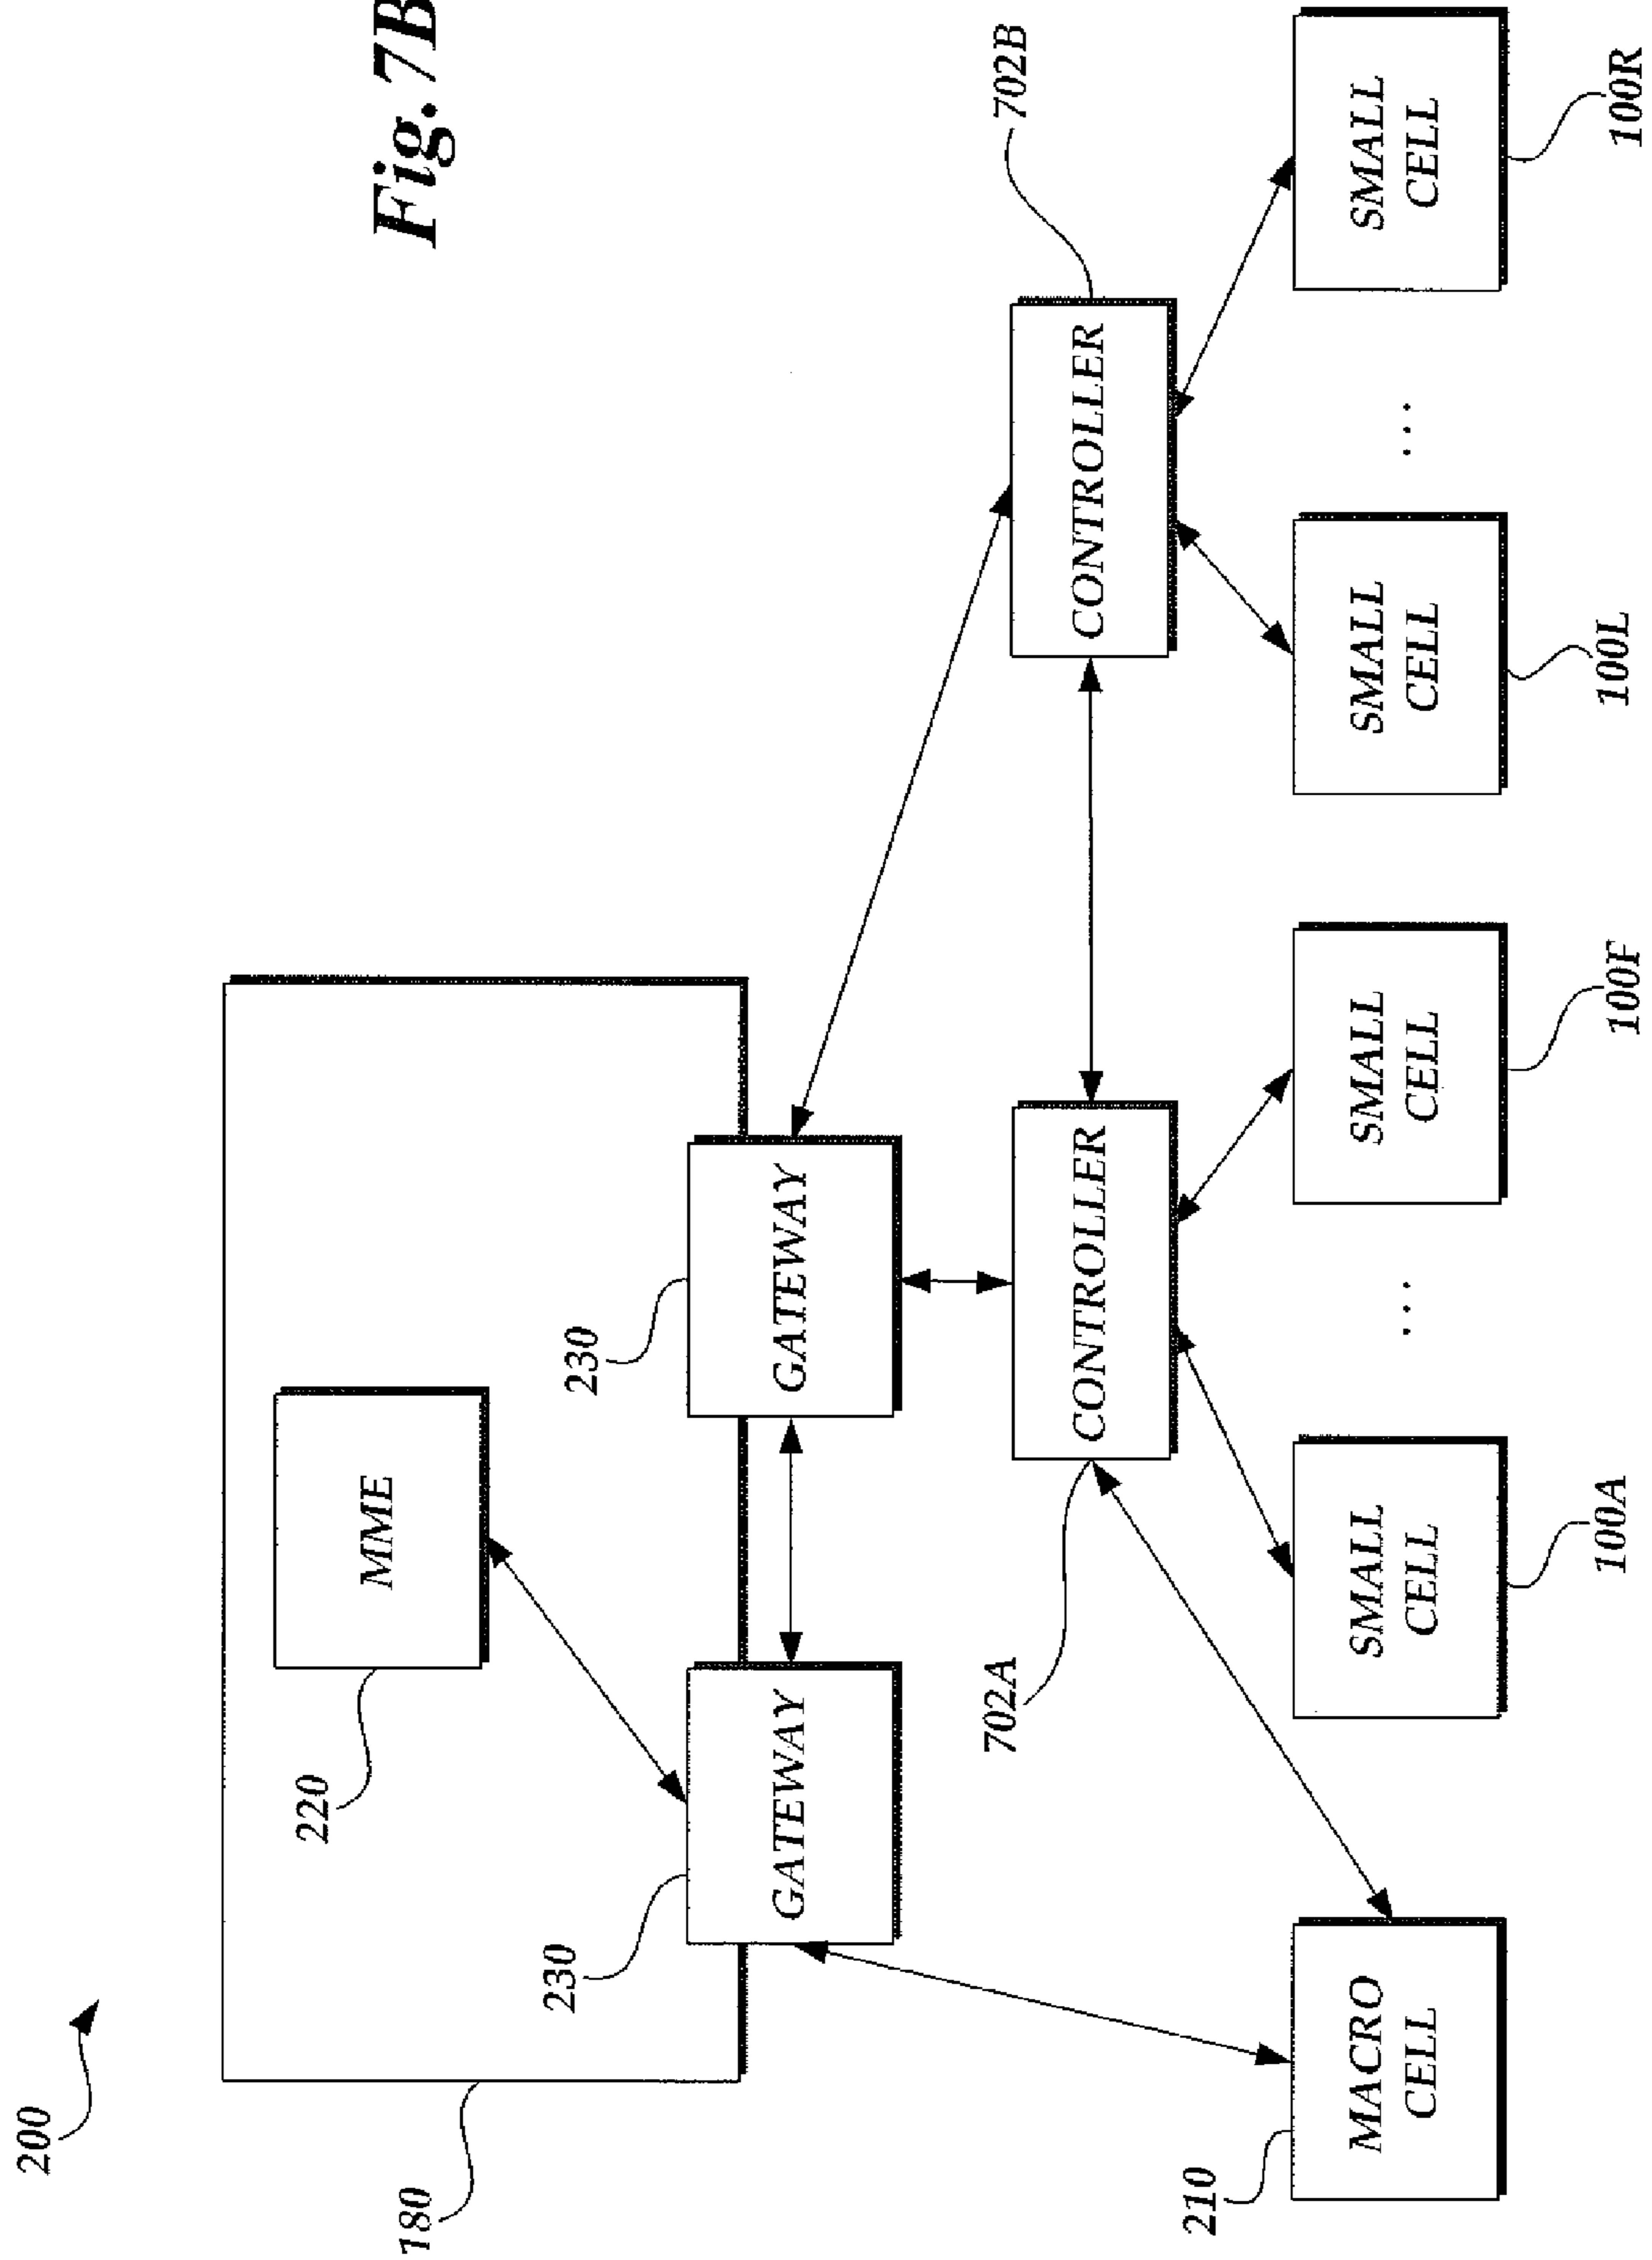 200
180
220
MME
230
GATEWAY
230
GATEWAY
702A
CONTROLLER
702B
CONTROLLER
210
MACRO
CELL
SMALL
CELL
100A
...
SMALL
CELL
100F
SMALL
CELL
100L
...
SMALL
CELL
100R
Fig. 7B